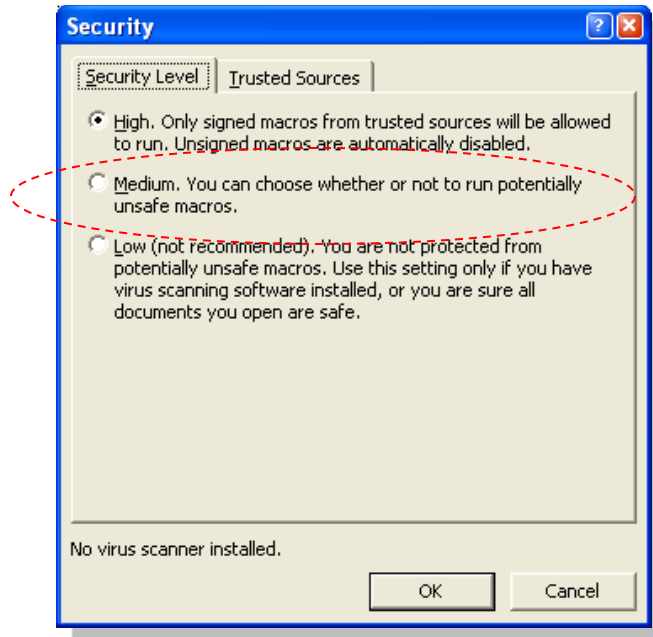 Security
Security Level
Trusted Sources
High. Only signed macros from trusted sources will be allowed
to run. Unsigned macros are automatically disabled.
Medium. You can choose whether or not to run potentially
unsafe macros.
Low (not recommended). You are not protected from
potentially unsafe macros. Use this setting only if you have
virus scanning software installed, or you are sure all
documents you open are safe.
No virus scanner installed.
OK
Cancel